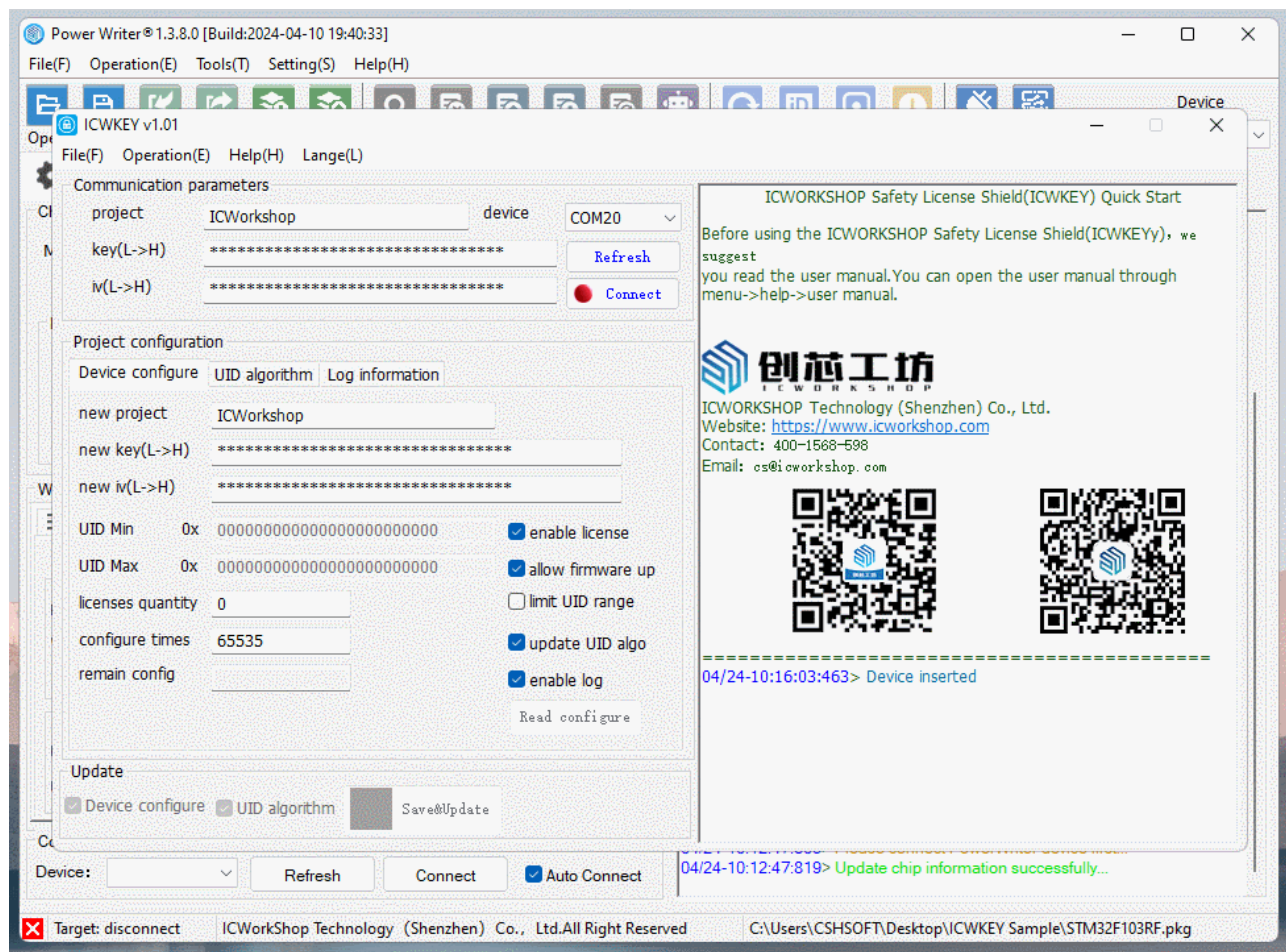 Power Writer® 1.3.8.0 [Build:2024-04-10 19:40:33]
File(F) Operation(E) Tools(T) Setting(S) Help(H)
Device
ICWKEY v1.01
File(F) Operation(E) Help(H) Lange(L)
Communication parameters
project ICWorkshop device COM20
key(L->H) ******************************** Refresh
iv(L->H) ******************************** Connect
Project configuration
Device configure UID algorithm Log information
new project ICWorkshop
new key(L->H) ********************************
new iv(L->H) ********************************
UID Min 0x 000000000000000000000000 enable license
UID Max 0x 000000000000000000000000 allow firmware up
licenses quantity 0 limit UID range
configure times 65535 update UID algo
remain config enable log
Read configure
Update
Device configure UID algorithm Save&Update
ICWORKSHOP Safety License Shield(ICWKEY) Quick Start
Before using the ICWORKSHOP Safety License Shield(ICWKEYy), we
suggest
you read the user manual.You can open the user manual through
menu->help->user manual.
创芯工坊
ICWORKSHOP
ICWORKSHOP Technology (Shenzhen) Co., Ltd.
Website: https://www.icworkshop.com
Contact: 400-1568-598
Email: cs@icworkshop.com
==========================================
04/24-10:16:03:463> Device inserted
04/24-10:12:47:819> Update chip information successfully...
Device: Refresh Connect Auto Connect
Target: disconnect ICWorkShop Technology (Shenzhen) Co., Ltd.All Right Reserved C:\Users\CSHSOFT\Desktop\ICWKEY Sample\STM32F103RF.pkg